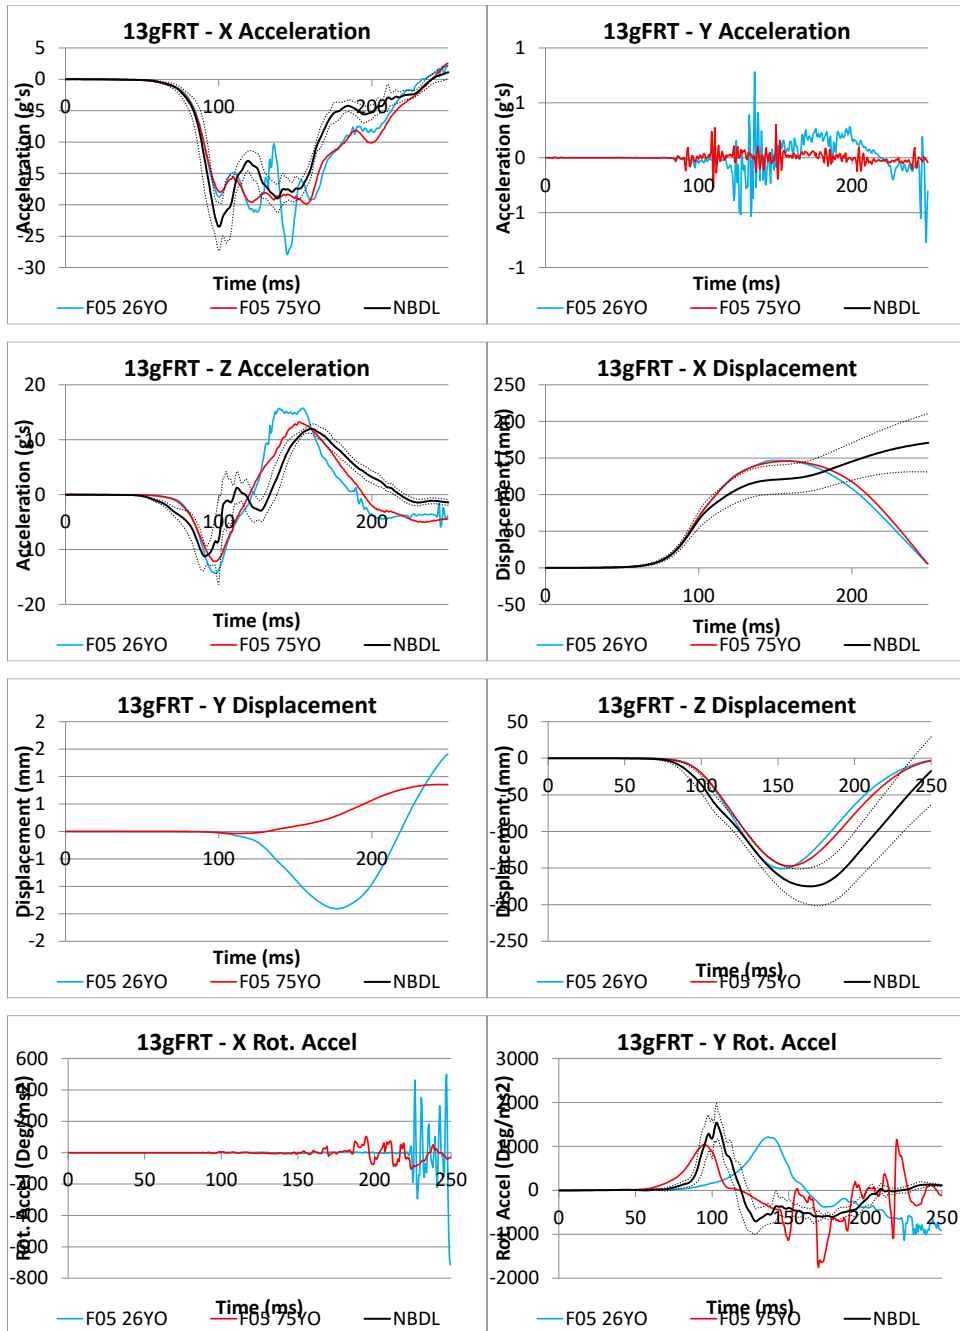 13gFRT - X Acceleration
Acceleration (g's)
5
0
-5
-10
-15
-20
-25
-30
0
100
200
Time (ms)
F05 26YO F05 75YO NBDL
13gFRT - Y Acceleration
Acceleration (g's)
1
1
0
-1
-1
0
100
200
Time (ms)
F05 26YO F05 75YO NBDL
13gFRT - Z Acceleration
Acceleration (g's)
20
10
0
-10
-20
0
100
200
Time (ms)
F05 26YO F05 75YO NBDL
13gFRT - X Displacement
Displacement (mm)
250
200
150
100
50
0
-50
0
100
200
Time (ms)
F05 26YO F05 75YO NBDL
13gFRT - Y Displacement
Displacement (mm)
2
2
1
1
0
-1
-1
-2
-2
0
100
200
Time (ms)
F05 26YO F05 75YO NBDL
13gFRT - Z Displacement
Displacement (mm)
50
0
-50
-100
-150
-200
-250
0
50
100
150
200
250
Time (ms)
F05 26YO F05 75YO NBDL
13gFRT - X Rot. Accel
Rot. Accel (Deg/ms2)
600
400
200
0
-200
-400
-600
-800
0
50
100
150
200
250
Time (ms)
F05 26YO F05 75YO NBDL
13gFRT - Y Rot. Accel
Rot. Accel (Deg/ms2)
3000
2000
1000
0
-1000
-2000
0
50
100
150
200
250
Time (ms)
F05 26YO F05 75YO NBDL